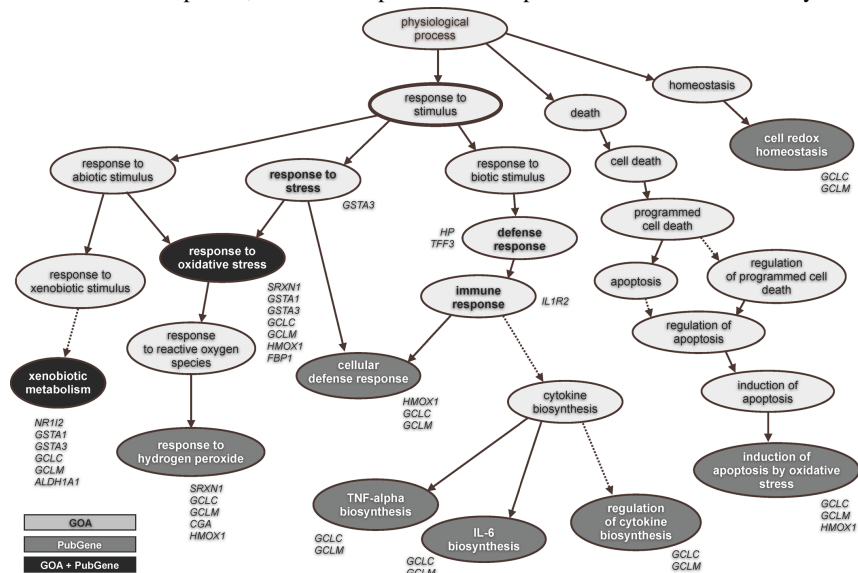 physiological
process
response to
stimulus
homeostasis
death
cell redox
homeostasis
GCLC
GCLM
response to
abiotic stimulus
response to
stress
GSTA3
response to
biotic stimulus
cell death
HP
TFF3
defense
response
programmed
cell death
response to
oxidative stress
SRXN1
GSTA1
GSTA3
GCLC
GCLM
HMOX1
FBP1
response to
xenobiotic stimulus
immune
response
IL1R2
apoptosis
regulation
of programmed cell
death
response
to reactive oxygen
species
regulation of
apoptosis
xenobiotic
metabolism
NR1I2
GSTA1
GSTA3
GCLC
GCLM
ALDH1A1
cellular
defense response
HMOX1
GCLC
GCLM
cytokine
biosynthesis
induction of
apoptosis
response to
hydrogen peroxide
SRXN1
GCLC
GCLM
CGA
HMOX1
induction of
apoptosis by oxidative
stress
GCLC
GCLM
HMOX1
TNF-alpha
biosynthesis
GCLC
GCLM
IL-6
biosynthesis
GCLC
GCLM
regulation
of cytokine
biosynthesis
GCLC
GCLM
GOA
PubGene
GOA + PubGene